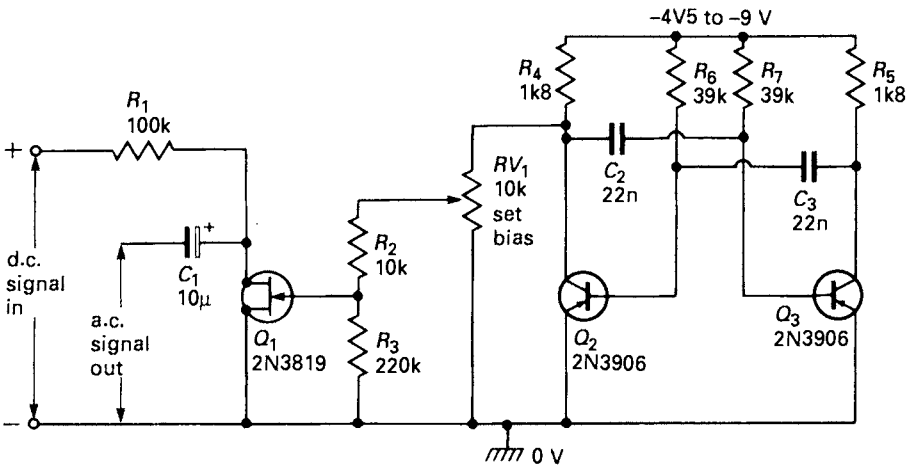 −4V5 to −9 V
R4
1k8
R6
39k
R7
39k
R5
1k8
R1
100k
+
RV1
10k
set
bias
C2
22n
C3
22n
d.c.
signal
in
C1
10µ
+
a.c.
signal
out
R2
10k
Q1
2N3819
R3
220k
Q2
2N3906
Q3
2N3906
−
0 V